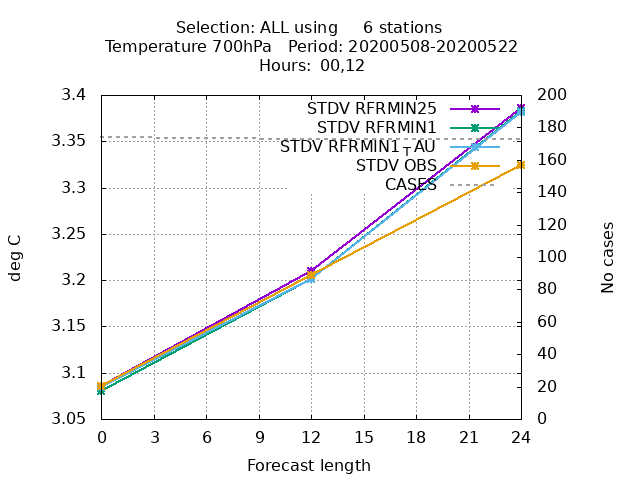 Selection: ALL using     6 stations
Temperature 700hPa   Period: 20200508-20200522
Hours:  00,12
3.4
3.35
3.3
3.25
3.2
3.15
3.1
3.05
deg C
STDV RFRMIN25
STDV RFRMIN1
STDV RFRMIN1┬AU
STDV OBS
CASES
200
180
160
140
120
100
80
60
40
20
0
No cases
0 3 6 9 12 15 18 21 24
Forecast length